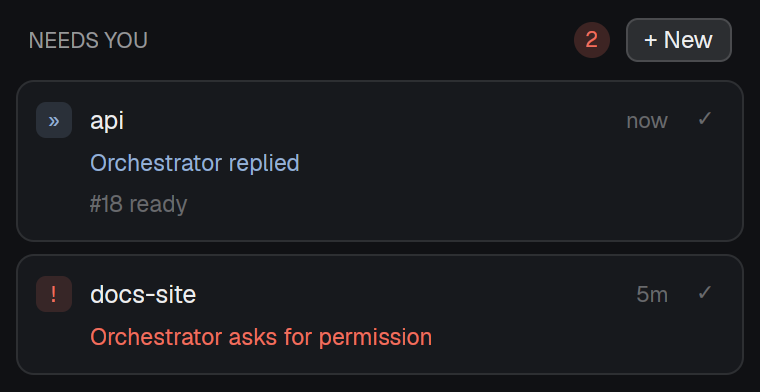 NEEDS YOU
2
+ New
» api now ✓
Orchestrator replied
#18 ready
! docs-site 5m ✓
Orchestrator asks for permission